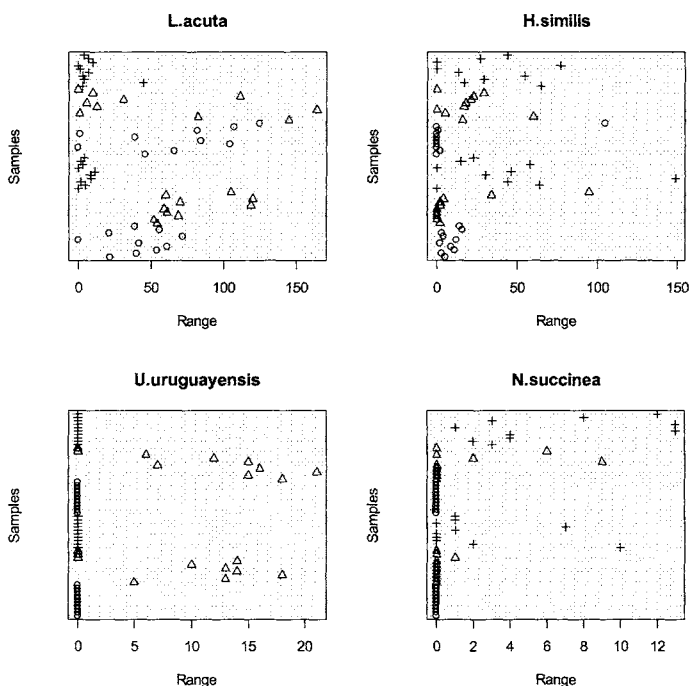 L.acuta
Samples
0 50 100 150
Range
H.similis
Samples
0 50 100 150
Range
U.uruguayensis
Samples
0 5 10 15 20
Range
N.succinea
Samples
0 2 4 6 8 10 12
Range